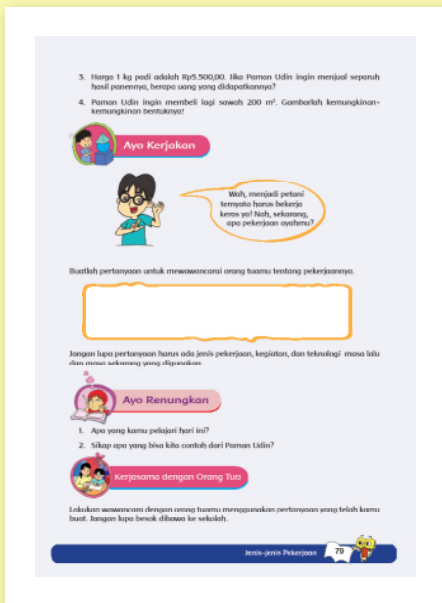 3. Harga 1 kg padi adalah Rp5.500,00. Jika Paman Udin ingin menjual separuh
hasil panennya, berapa uang yang didapatkannya?
4. Paman Udin ingin membeli lagi sawah 200 m². Gambarlah kemungkinan-
kemungkinan bentuknya!
Ayo Kerjakan
Wah, menjadi petani
ternyata harus bekerja
keras ya! Nah, sekarang,
apa pekerjaan ayahmu?
Buatlah pertanyaan untuk mewawancarai orang tuamu tentang pekerjaannya.
Jangan lupa pertanyaan harus ada jenis pekerjaan, kegiatan, dan teknologi masa lalu
dan masa sekarang yang digunakan.
Ayo Renungkan
1. Apa yang kamu pelajari hari ini?
2. Sikap apa yang bisa kita contoh dari Paman Udin?
Kerjasama dengan Orang Tua
Lakukan wawancara dengan orang tuamu menggunakan pertanyaan yang telah kamu
buat. Jangan lupa besok dibawa ke sekolah.
Jenis-jenis Pekerjaan 79